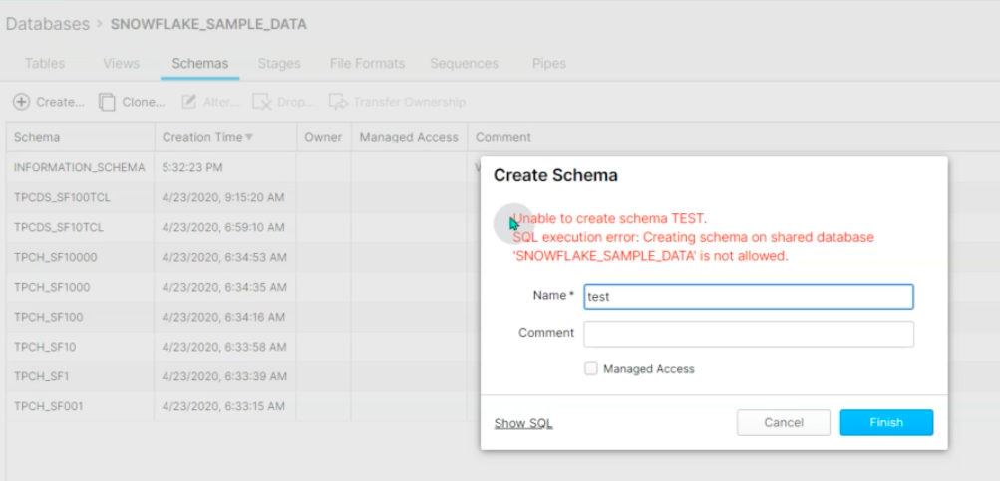 Databases > SNOWFLAKE_SAMPLE_DATA
Tables Views Schemas Stages File Formats Sequences Pipes
Create... Clone... Alter... Drop... Transfer Ownership
Schema Creation Time Owner Managed Access Comment
INFORMATION_SCHEMA 5:32:23 PM
TPCDS_SF100TCL 4/23/2020, 9:15:20 AM
TPCDS_SF10TCL 4/23/2020, 6:59:10 AM
TPCH_SF10000 4/23/2020, 6:34:53 AM
TPCH_SF1000 4/23/2020, 6:34:35 AM
TPCH_SF100 4/23/2020, 6:34:16 AM
TPCH_SF10 4/23/2020, 6:33:58 AM
TPCH_SF1 4/23/2020, 6:33:39 AM
TPCH_SF001 4/23/2020, 6:33:15 AM
Create Schema
Unable to create schema TEST.
SQL execution error: Creating schema on shared database
'SNOWFLAKE_SAMPLE_DATA' is not allowed.
Name * test
Comment
Managed Access
Show SQL Cancel Finish